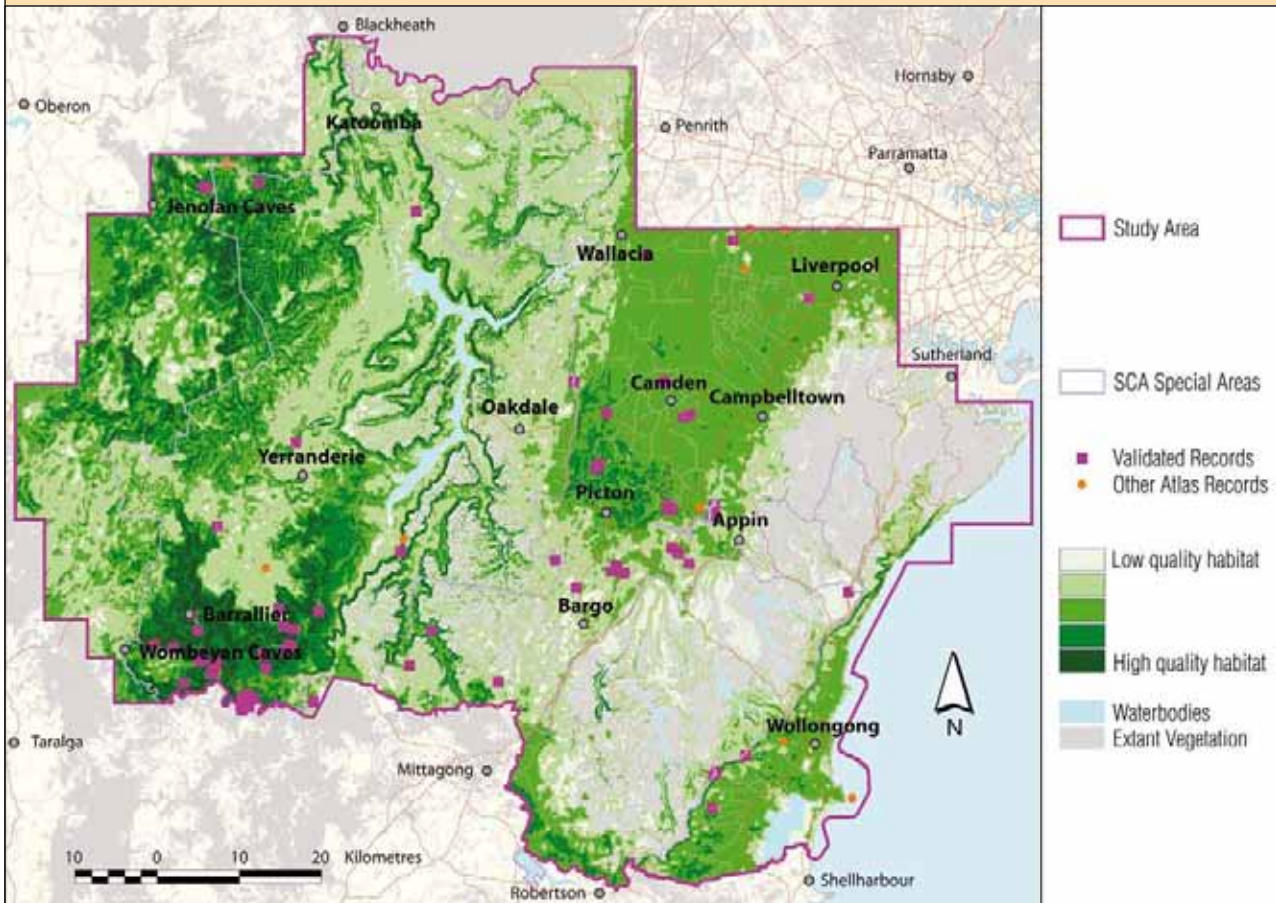 Blackheath
Hornsby
Oberon
Katoomba
Penrith
Parramatta
Jenolan Caves
Wallacia
Liverpool
Sutherland
Camden
Campbelltown
Oakdale
Yerranderie
Picton
Appin
Barrallier
Bargo
Wombeyan Caves
Wollongong
Taralga
Mittagong
N
10 0 10 20
Kilometres
Robertson
Shellharbour
Study Area
SCA Special Areas
Validated Records
Other Atlas Records
Low quality habitat
High quality habitat
Waterbodies
Extant Vegetation